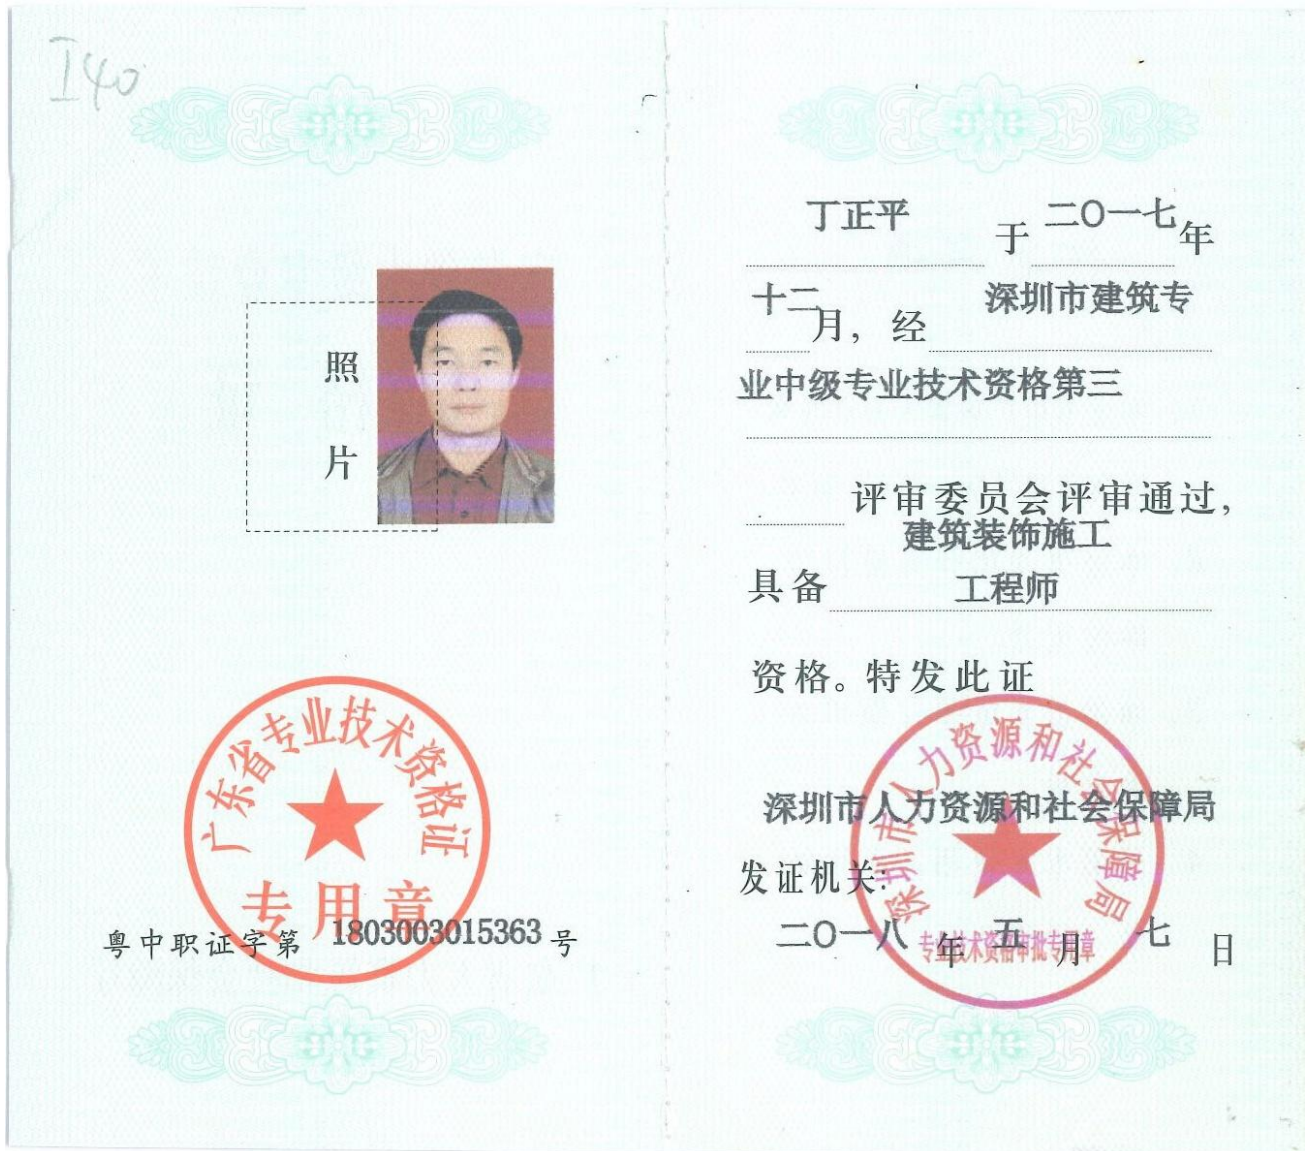 I40
照
片
广东省专业技术资格证
专用章
粤中职证字第 1803003015363 号
丁正平 于 二〇一七 年
十二 月，经 深圳市建筑专
业中级专业技术资格第三
评审委员会评审通过，
建筑装饰施工
具备 工程师
资格。特发此证
深圳市人力资源和社会保障局
深圳市人力资源和社会保障局
发证机关：
二〇一八 年 五 月 七 日
专业技术资格审批专用章